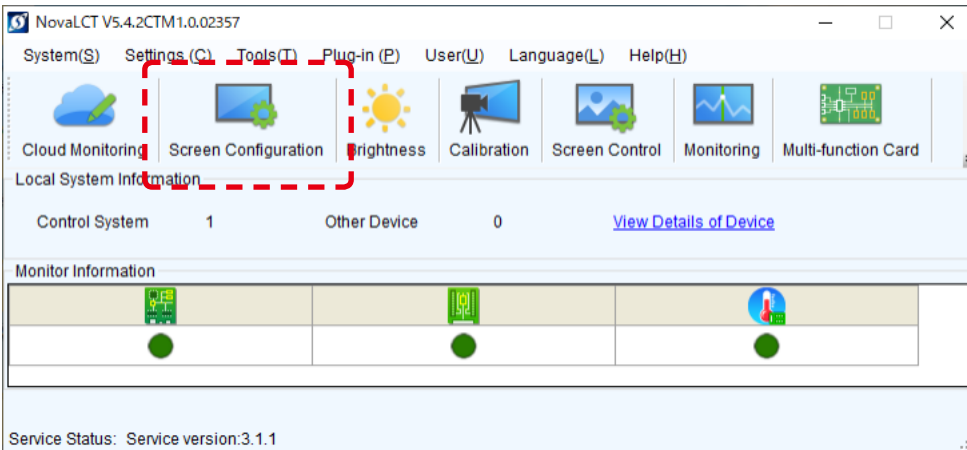 NovaLCT V5.4.2CTM1.0.02357
System(S) Settings (C) Tools(T) Plug-in (P) User(U) Language(L) Help(H)
Cloud Monitoring Screen Configuration Brightness Calibration Screen Control Monitoring Multi-function Card
Local System Information
Control System 1 Other Device 0 View Details of Device
Monitor Information
Service Status: Service version:3.1.1